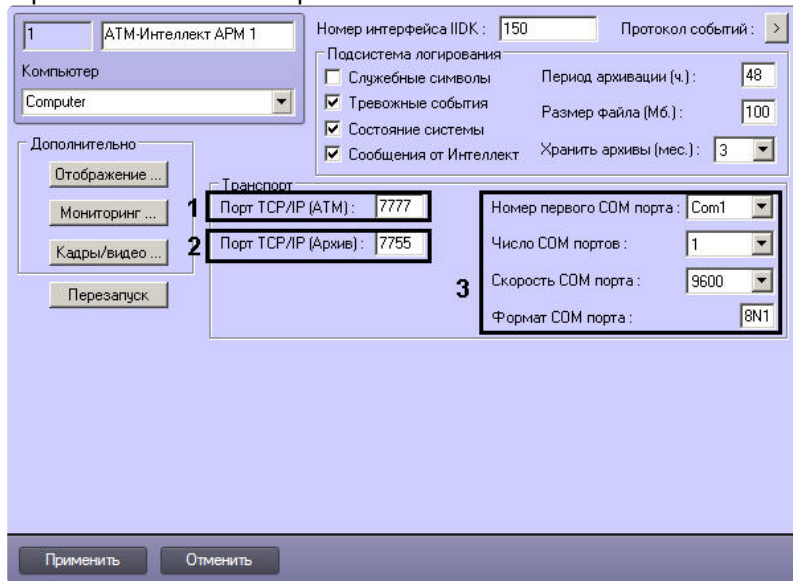 1 АТМ-Интеллект АРМ 1
Компьютер
Computer
Номер интерфейса IIDK : 150 Протокол событий : >
Подсистема логирования
Служебные символы Период архивации (ч.) : 48
Тревожные события Размер файла (Мб.) : 100
Состояние системы
Сообщения от Интеллект Хранить архивы (мес.) : 3
Дополнительно
Отображение ...
Мониторинг ...
Кадры/видео ...
Перезапуск
Транспорт
1 Порт TCP/IP (АТМ) : 7777
2 Порт TCP/IP (Архив) : 7755
3
Номер первого COM порта : Com1
Число COM портов : 1
Скорость COM порта : 9600
Формат COM порта : 8N1
Применить Отменить